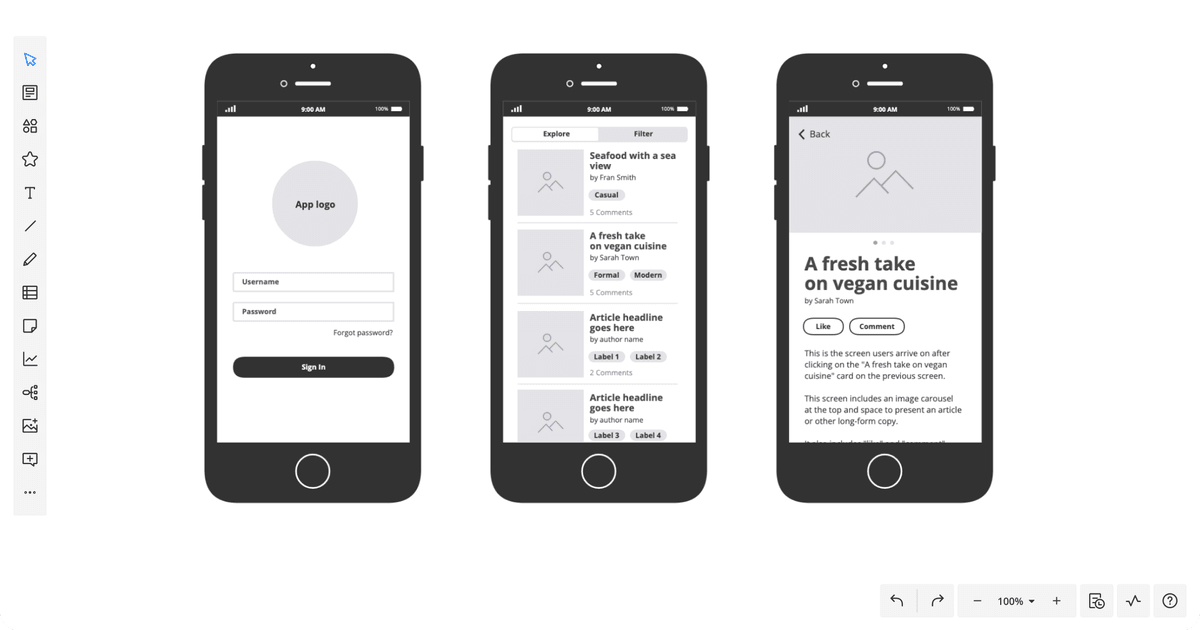 9:00 AM
100%
App logo
Username
Password
Forgot password?
Sign In
9:00 AM
100%
Explore
Filter
Seafood with a sea
view
by Fran Smith
Casual
5 Comments
A fresh take
on vegan cuisine
by Sarah Town
Formal
Modern
5 Comments
Article headline
goes here
by author name
Label 1
Label 2
2 Comments
Article headline
goes here
by author name
Label 3
Label 4
9:00 AM
100%
Back
A fresh take
on vegan cuisine
by Sarah Town
Like
Comment
This is the screen users arrive on after
clicking on the "A fresh take on vegan
cuisine" card on the previous screen.
This screen includes an image carousel
at the top and space to present an article
or other long-form copy.
It also includes "like" and "comment"
100%